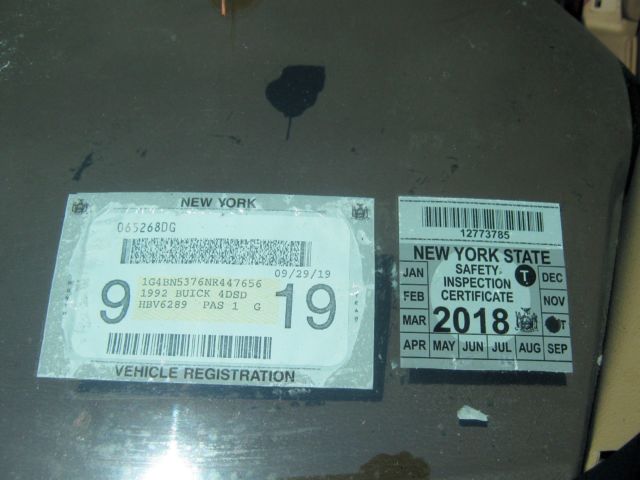 NEW YORK
065268DG
09/29/19
1G4BN5376NR447656
1992 BUICK 4DSD
HBV6289 PAS 1 G
9 19
VEHICLE REGISTRATION
12773785
NEW YORK STATE
SAFETY
INSPECTION
CERTIFICATE
2018
T
T
JAN
FEB
MAR
APR MAY JUN JUL AUG SEP
NOV
DEC